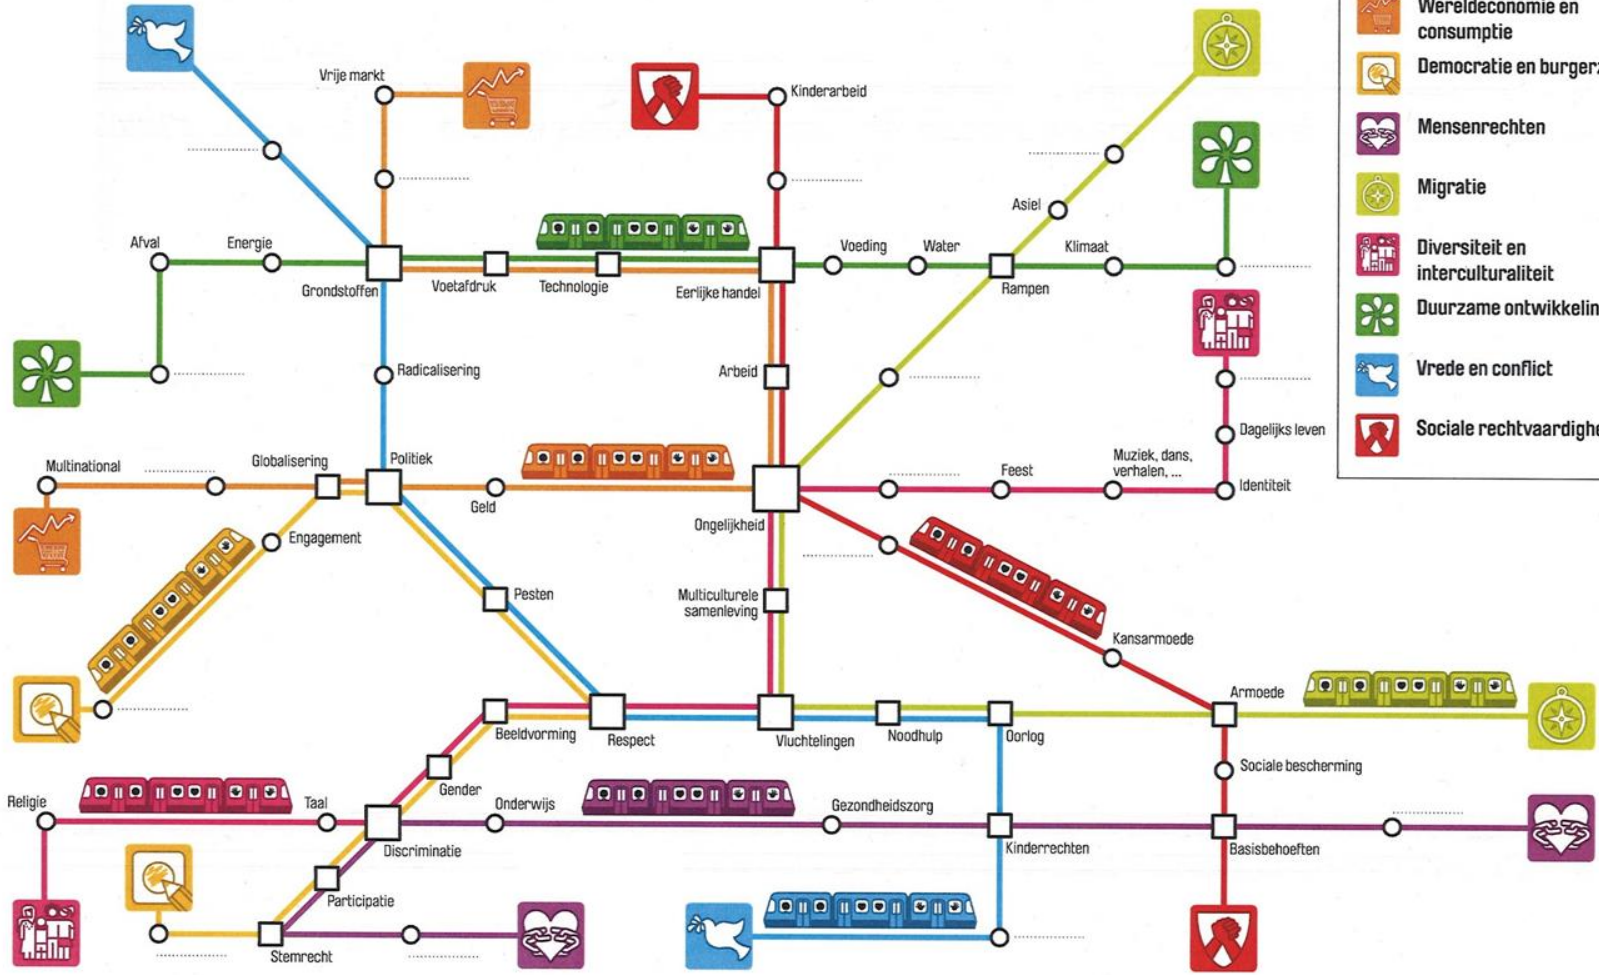 Vrije markt
Kinderarbeid
Afval
Energie
Asiel
Voeding
Water
Klimaat
Grondstoffen
Voetafdruk
Technologie
Eerlijke handel
Rampen
Radicalisering
Arbeid
Dagelijks leven
Multinational
Globalisering
Politiek
Geld
Ongelijkheid
Feest
Muziek, dans,
verhalen, ...
Identiteit
Engagement
Pesten
Multiculturele
samenleving
Kansarmoede
Armoede
Beeldvorming
Respect
Vluchtelingen
Noodhulp
Oorlog
Gender
Sociale bescherming
Religie
Taal
Onderwijs
Gezondheidszorg
Discriminatie
Kinderrechten
Basisbehoeften
Participatie
Stemrecht
Wereldeconomie en
consumptie
Democratie en
Mensenrechten
Migratie
Diversiteit en
interculturaliteit
Duurzame
Vrede en conflict
Sociale